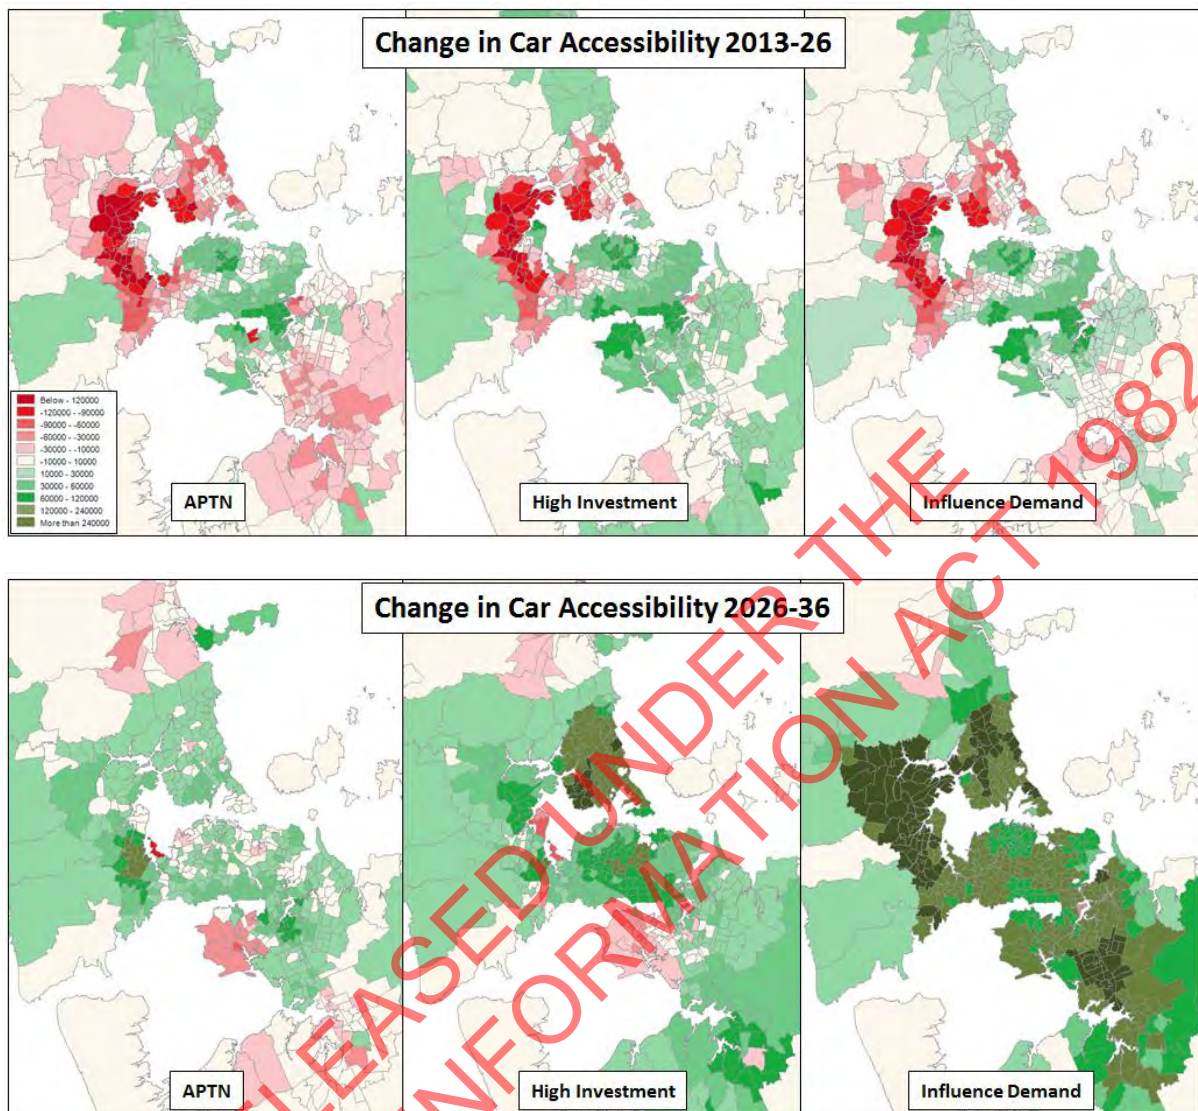 Change in Car Accessibility 2013-26
Below - 120000
-120000 - -90000
-90000 - -60000
-60000 - -30000
-30000 - -10000
-10000 - 10000
10000 - 30000
30000 - 60000
60000 - 120000
120000 - 240000
More than 240000
APTN
High Investment
Influence Demand
Change in Car Accessibility 2026-36
APTN
High Investment
Influence Demand
LEASED UNDER THE
INFORMATION ACT 1982